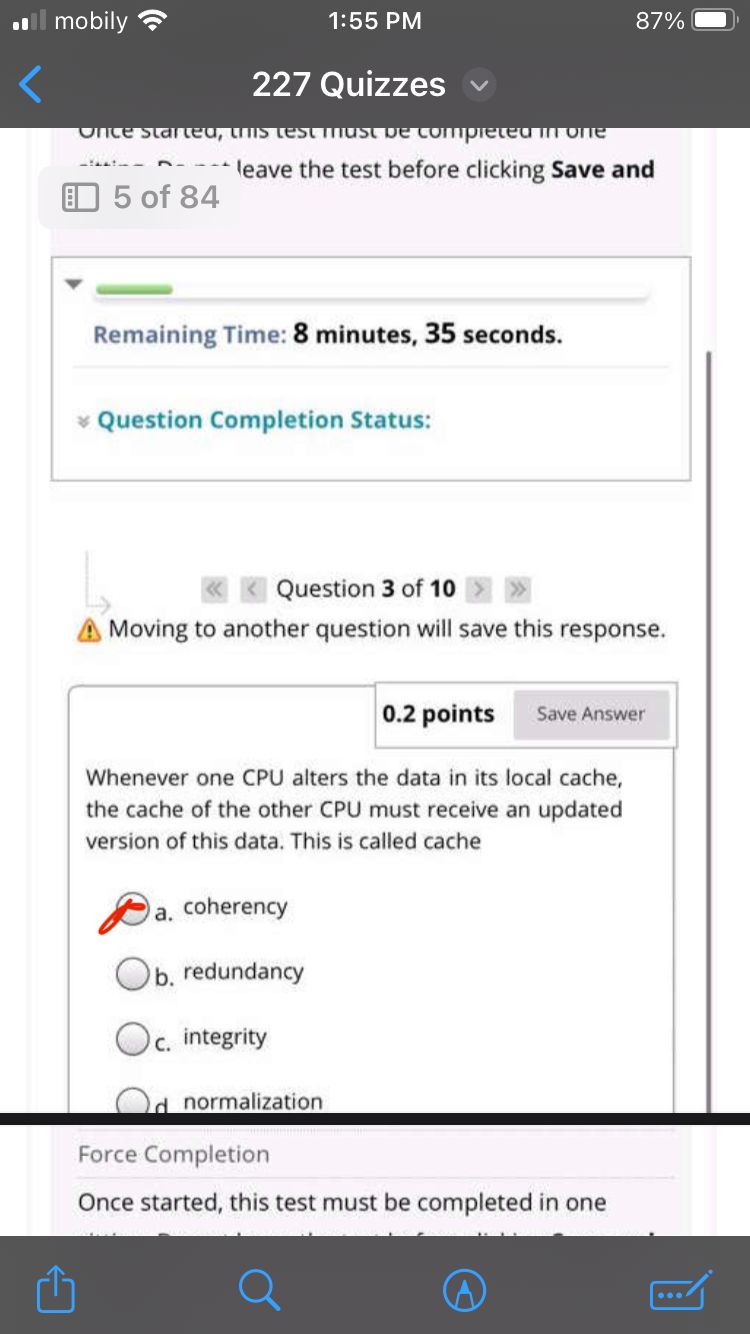 mobily 1:55 PM 87%
227 Quizzes
Once started, this test must be completed in one
leave the test before clicking Save and
5 of 84
Remaining Time: 8 minutes, 35 seconds.
Question Completion Status:
Question 3 of 10
Moving to another question will save this response.
0.2 points Save Answer
Whenever one CPU alters the data in its local cache,
the cache of the other CPU must receive an updated
version of this data. This is called cache
a. coherency
b. redundancy
c. integrity
d normalization
Force Completion
Once started, this test must be completed in one